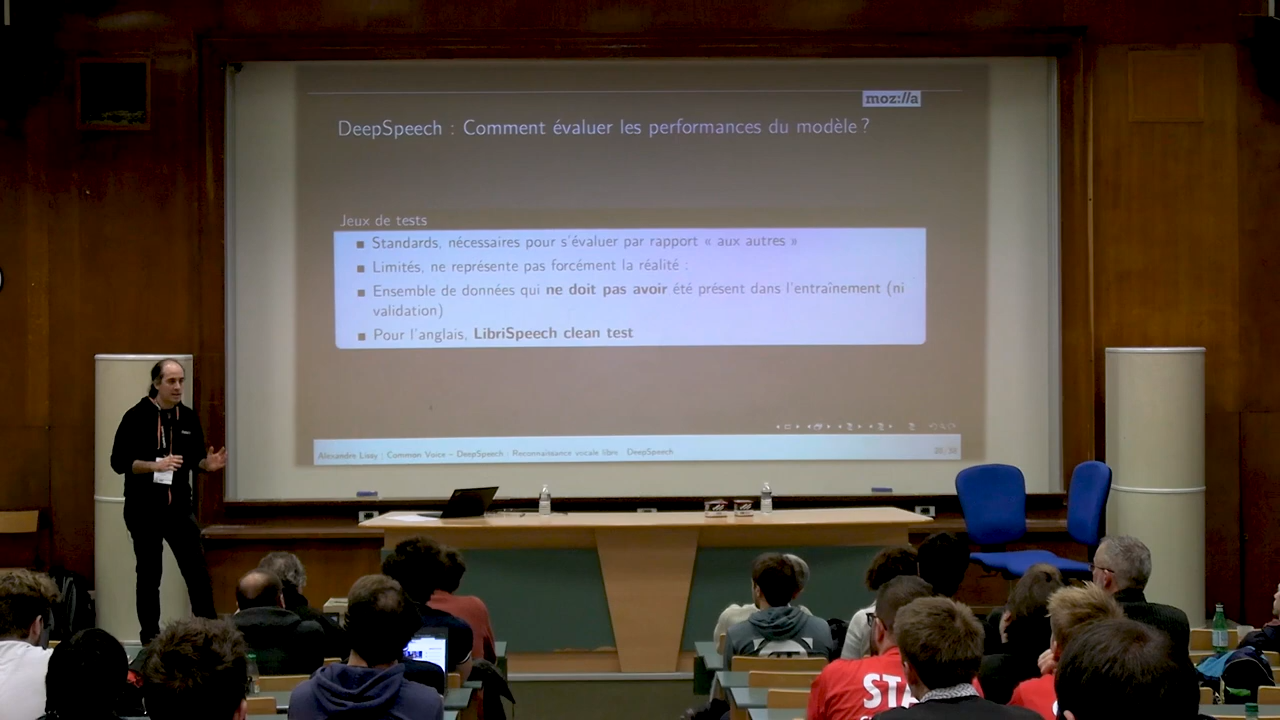 moz://a
DeepSpeech : Comment évaluer les performances du modèle ?
Jeux de tests
Standards, nécessaires pour s'évaluer par rapport « aux autres »
Limités, ne représente pas forcément la réalité :
Ensemble de données qui ne doit pas avoir été présent dans l'entraînement (ni
validation)
Pour l'anglais, LibriSpeech clean test
Alexandre Lissy : Common Voice – DeepSpeech : Reconnaissance vocale libre DeepSpeech
20/30